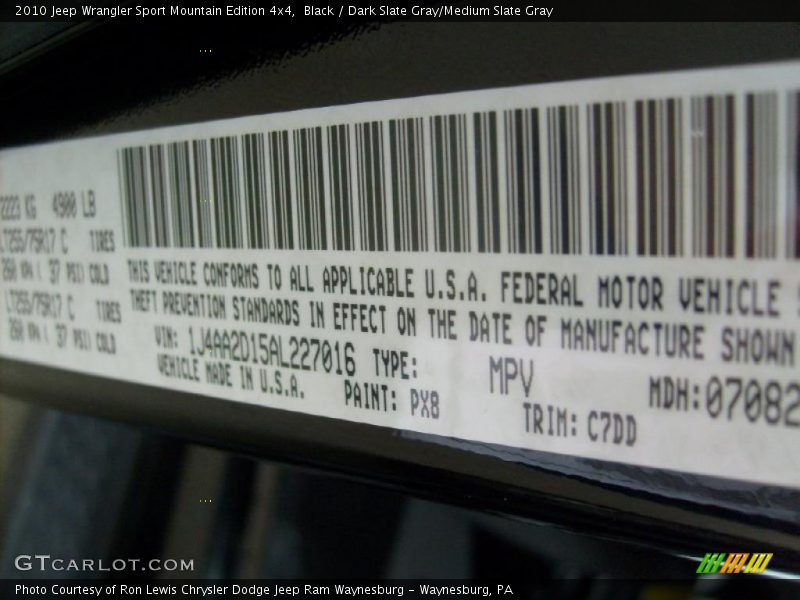 2010 Jeep Wrangler Sport Mountain Edition 4x4,  Black / Dark Slate Gray/Medium Slate Gray
2223 KG 4900 LB
LT255/75R17 C TIRES
260 KPA ( 37 PSI) COLD
LT255/75R17 C TIRES
260 KPA ( 37 PSI) COLD
THIS VEHICLE CONFORMS TO ALL APPLICABLE U.S.A. FEDERAL MOTOR VEHICLE
THEFT PREVENTION STANDARDS IN EFFECT ON THE DATE OF MANUFACTURE SHOWN
VIN: 1J4AA2D15AL227016 TYPE: MPV MDH:07082
VEHICLE MADE IN U.S.A. PAINT: PX8 TRIM: C7DD
GTCARLOT.COM
Photo Courtesy of Ron Lewis Chrysler Dodge Jeep Ram Waynesburg - Waynesburg, PA